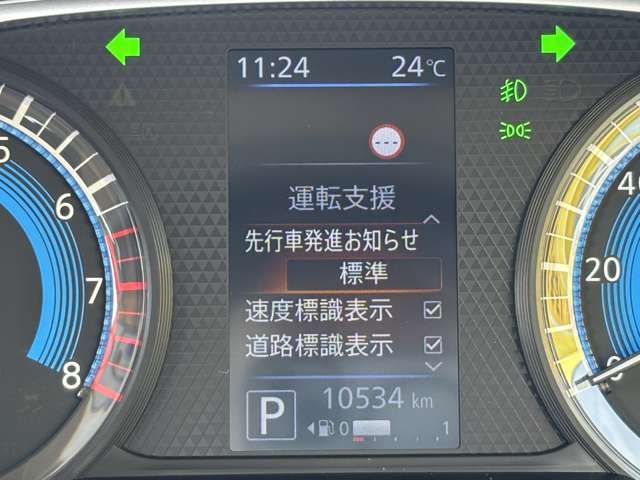 11:24 24℃
運転支援
先行車発進お知らせ
標準
速度標識表示
道路標識表示
P 10534 km
0 1
5
6
7
8
40
20
0